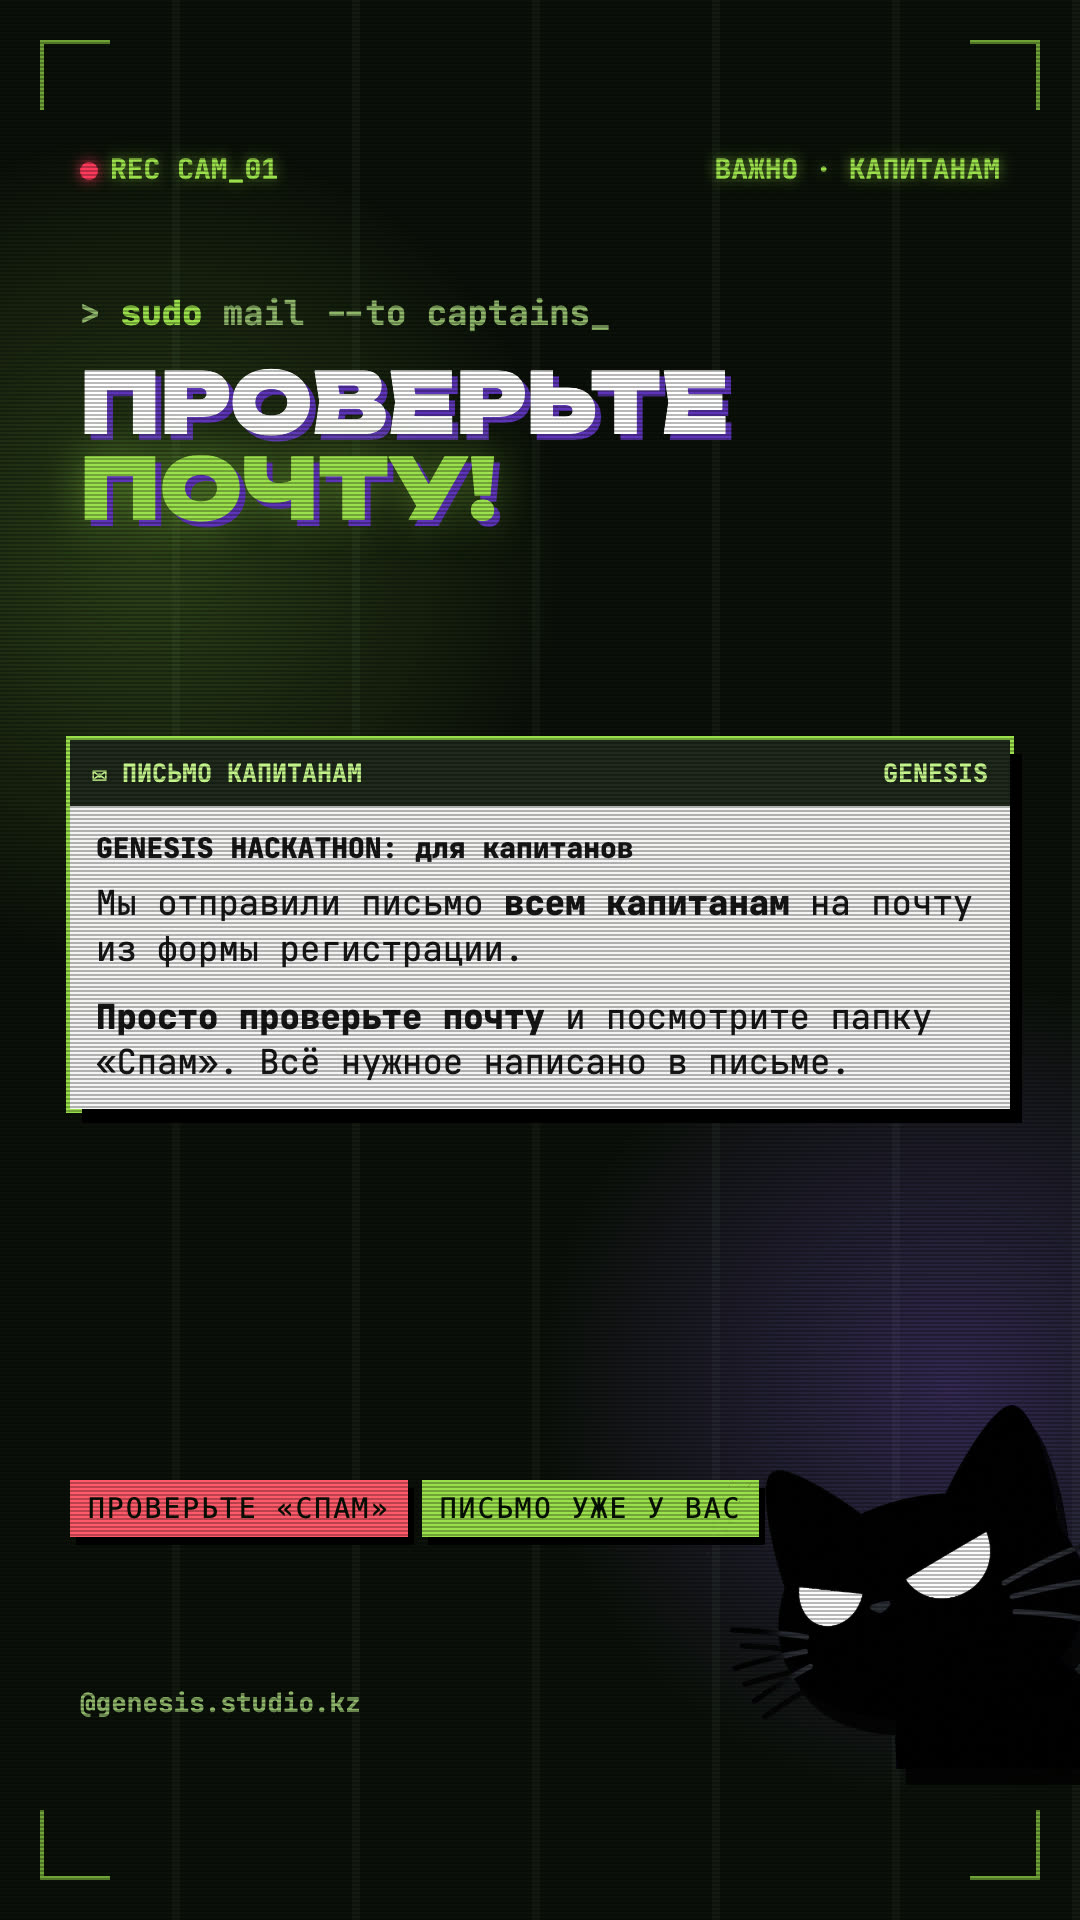 REC CAM_01
ВАЖНО · КАПИТАНАМ
> sudo mail --to captains_
ПРОВЕРЬТЕ
ПОЧТУ!
✉ ПИСЬМО КАПИТАНАМ
GENESIS
GENESIS HACKATHON: для капитанов
Мы отправили письмо всем капитанам на почту
из формы регистрации.
Просто проверьте почту и посмотрите папку
«Спам». Всё нужное написано в письме.
ПРОВЕРЬТЕ «СПАМ»
ПИСЬМО УЖЕ У ВАС
@genesis.studio.kz